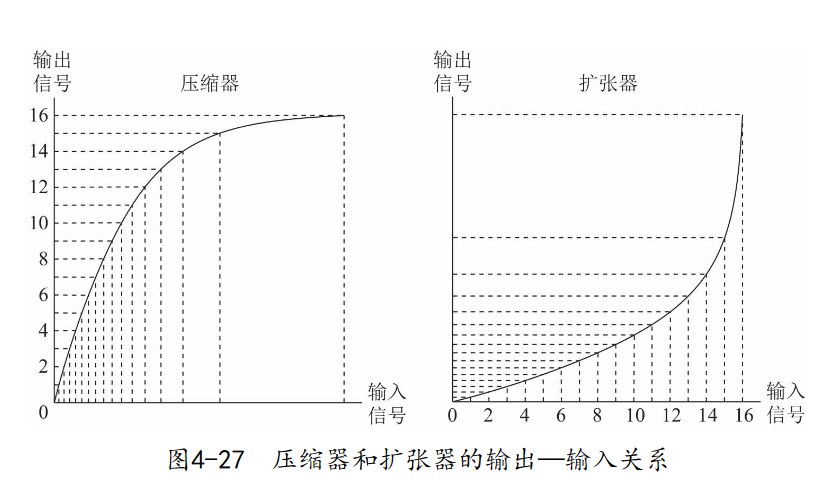 输出
信号
压缩器
16
14
12
10
8
6
4
2
0
输入
信号
输出
信号
扩张器
0 2 4 6 8 10 12 14 16
输入
信号
图4-27 压缩器和扩张器的输出—输入关系